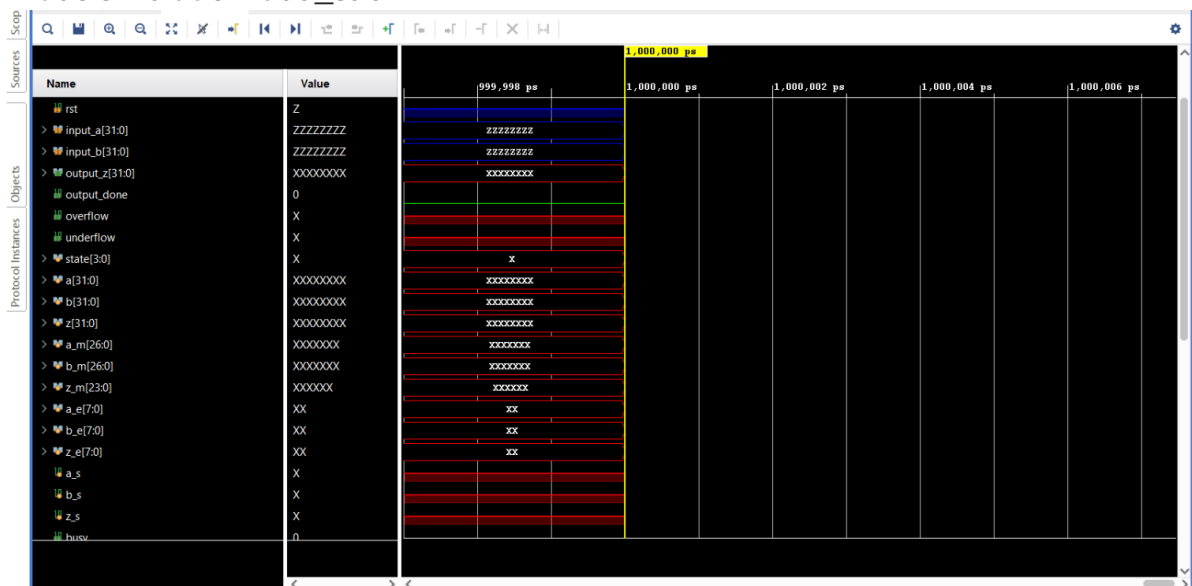 Scop
Sources
Objects
Protocol Instances
1,000,000 ps
Name Value 999,998 ps 1,000,000 ps 1,000,002 ps 1,000,004 ps 1,000,006 ps
rst Z
input_a[31:0] ZZZZZZZZ ZZZZZZZZ
input_b[31:0] ZZZZZZZZ ZZZZZZZZ
output_z[31:0] XXXXXXXX XXXXXXXX
output_done 0
overflow X
underflow X
state[3:0] X X
a[31:0] XXXXXXXX XXXXXXXX
b[31:0] XXXXXXXX XXXXXXXX
z[31:0] XXXXXXXX XXXXXXXX
a_m[26:0] XXXXXXX XXXXXXX
b_m[26:0] XXXXXXX XXXXXXX
z_m[23:0] XXXXXX XXXXXX
a_e[7:0] XX XX
b_e[7:0] XX XX
z_e[7:0] XX XX
a_s X
b_s X
z_s X
busy 0